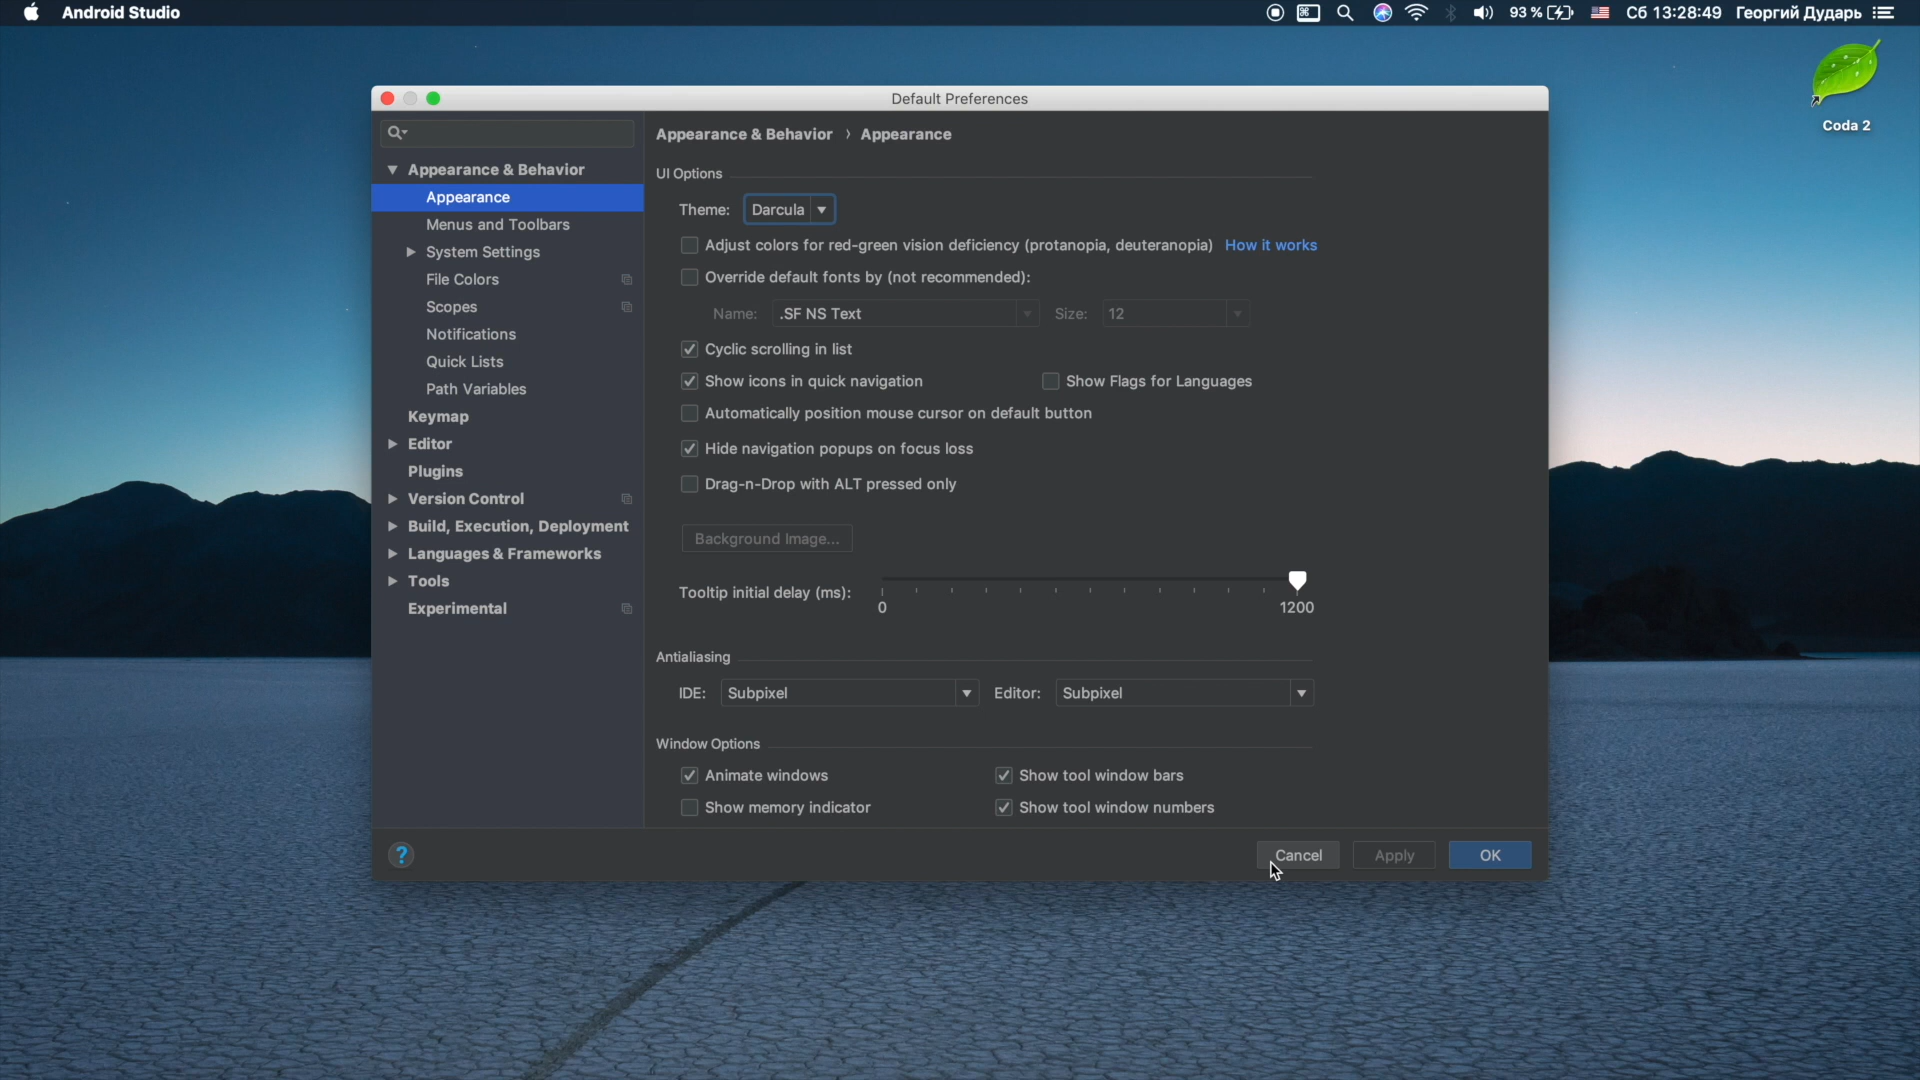 Android Studio
93 %
Сб 13:28:49
Георгий Дударь
Coda 2
Default Preferences
Appearance & Behavior
Appearance
Menus and Toolbars
System Settings
File Colors
Scopes
Notifications
Quick Lists
Path Variables
Keymap
Editor
Plugins
Version Control
Build, Execution, Deployment
Languages & Frameworks
Tools
Experimental
Appearance & Behavior › Appearance
UI Options
Theme: Darcula
Adjust colors for red-green vision deficiency (protanopia, deuteranopia) How it works
Override default fonts by (not recommended):
Name: .SF NS Text Size: 12
Cyclic scrolling in list
Show icons in quick navigation Show Flags for Languages
Automatically position mouse cursor on default button
Hide navigation popups on focus loss
Drag-n-Drop with ALT pressed only
Background Image...
Tooltip initial delay (ms):
0 1200
Antialiasing
IDE: Subpixel Editor: Subpixel
Window Options
Animate windows Show tool window bars
Show memory indicator Show tool window numbers
? Cancel Apply OK